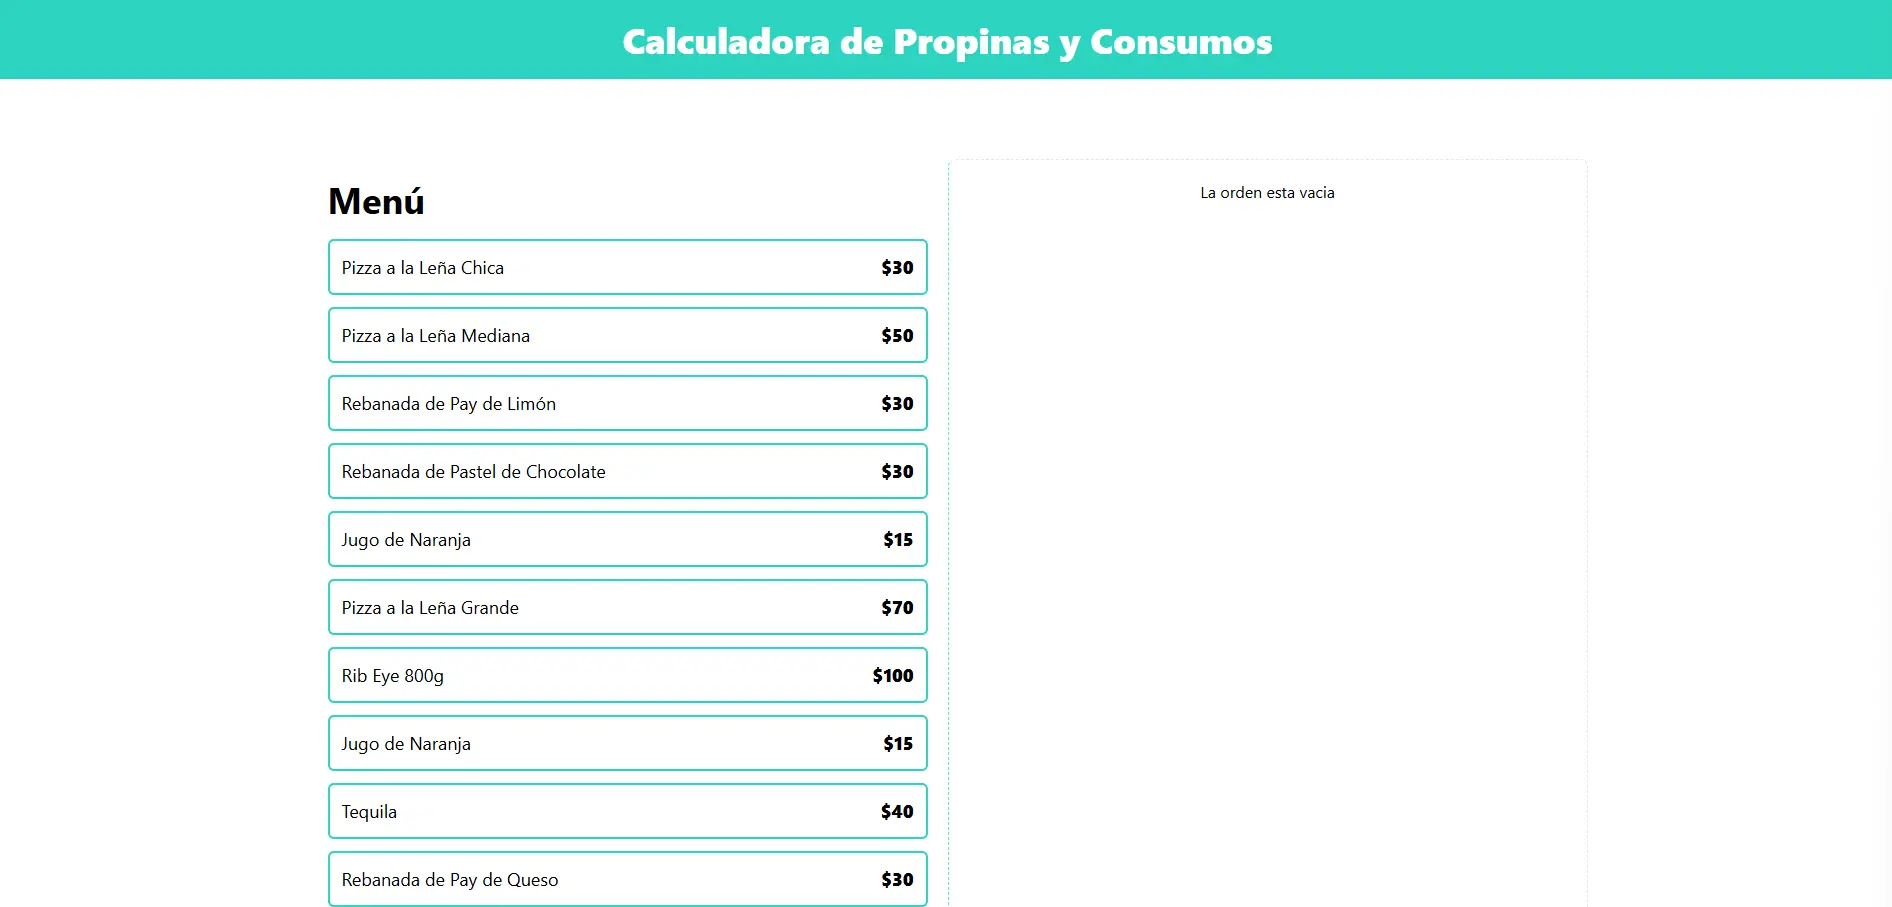 Calculadora de Propinas y Consumos
Menú
Pizza a la Leña Chica $30
Pizza a la Leña Mediana $50
Rebanada de Pay de Limón $30
Rebanada de Pastel de Chocolate $30
Jugo de Naranja $15
Pizza a la Leña Grande $70
Rib Eye 800g $100
Jugo de Naranja $15
Tequila $40
Rebanada de Pay de Queso $30
La orden esta vacia